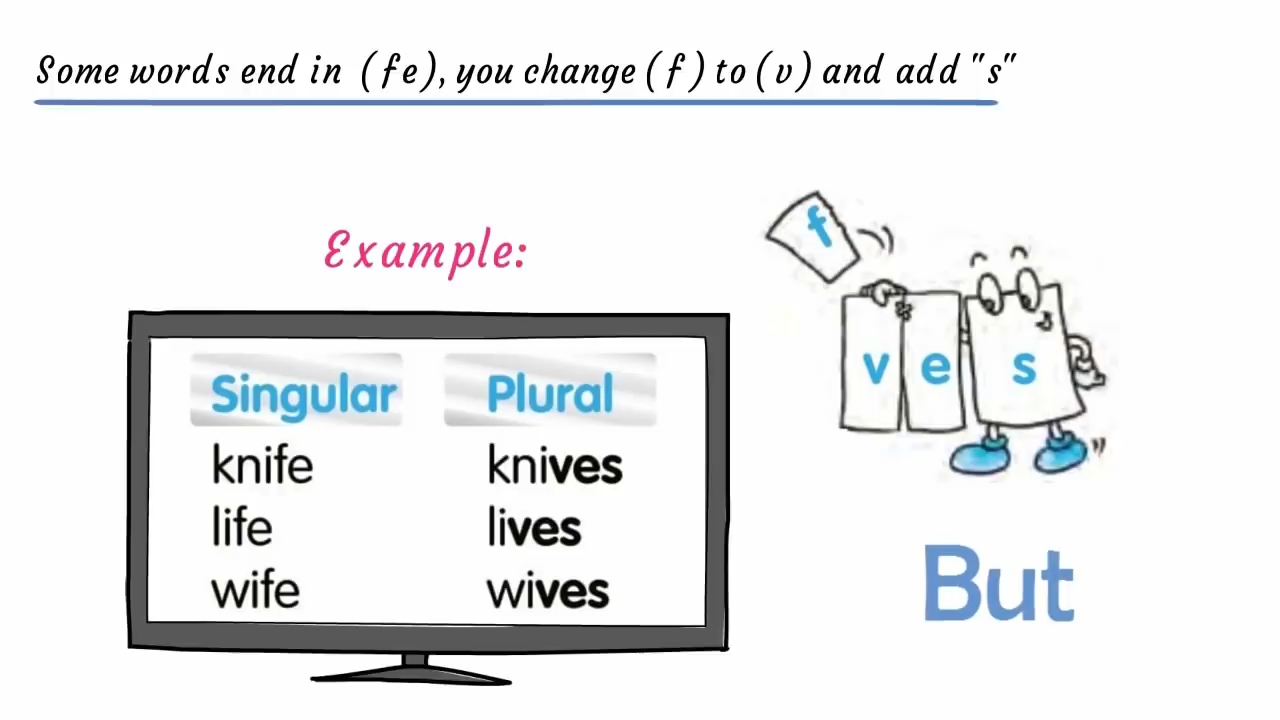 Some words end in (fe), you change (f) to (v) and add "s"
Example:
f
v e s
Singular Plural
knife knives
life lives
wife wives
But